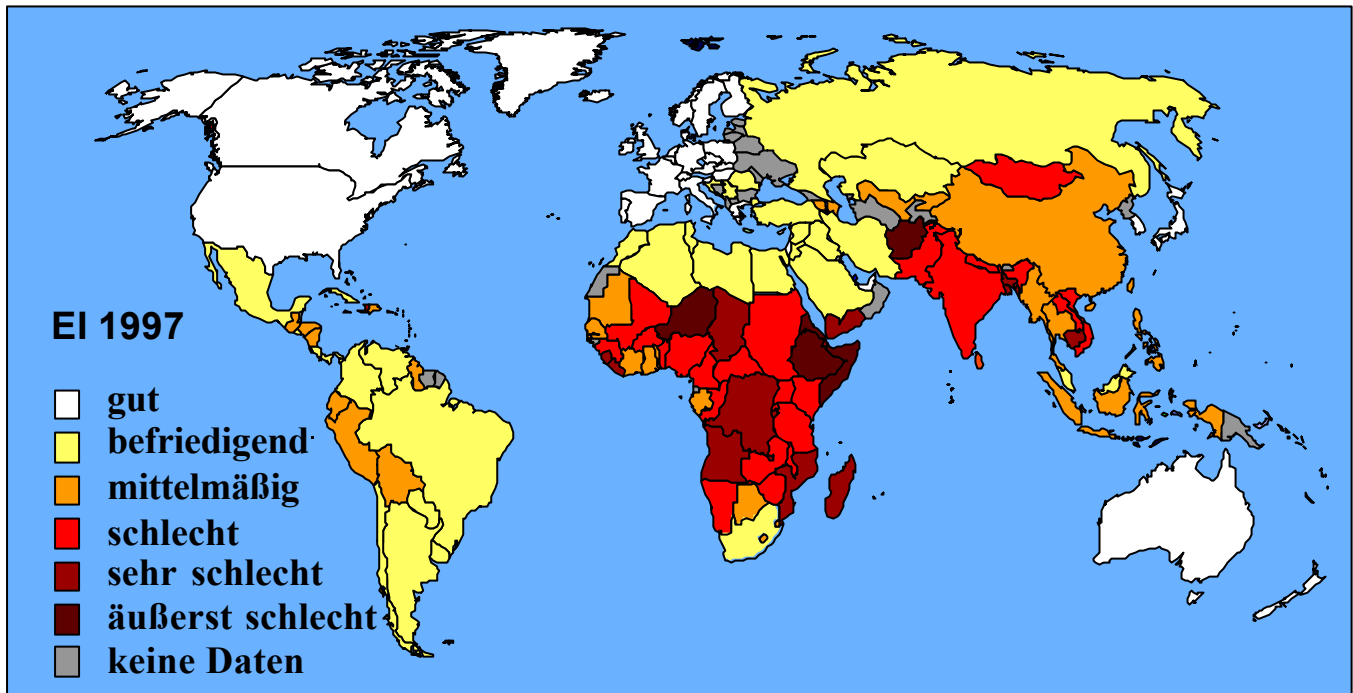 EI 1997
gut
befriedigend
mittelmäßig
schlecht
sehr schlecht
äußerst schlecht
keine Daten